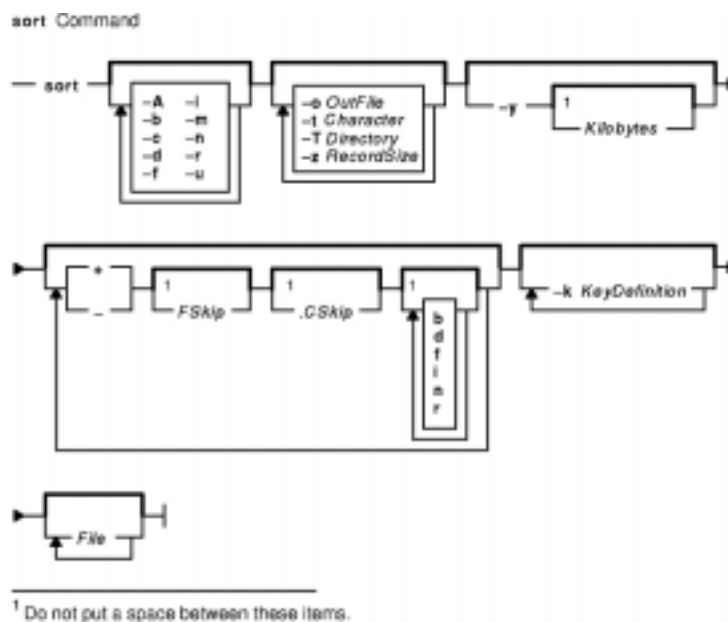 sort Command
sort
-A -i
-b -m
-c -n
-d -r
-f -u
-o OutFile
-t Character
-T Directory
-z RecordSize
-y
1
Kilobytes
+
-
1
FSkip
1
.CSkip
1
b
d
f
i
n
r
-k KeyDefinition
File
1 Do not put a space between these items.